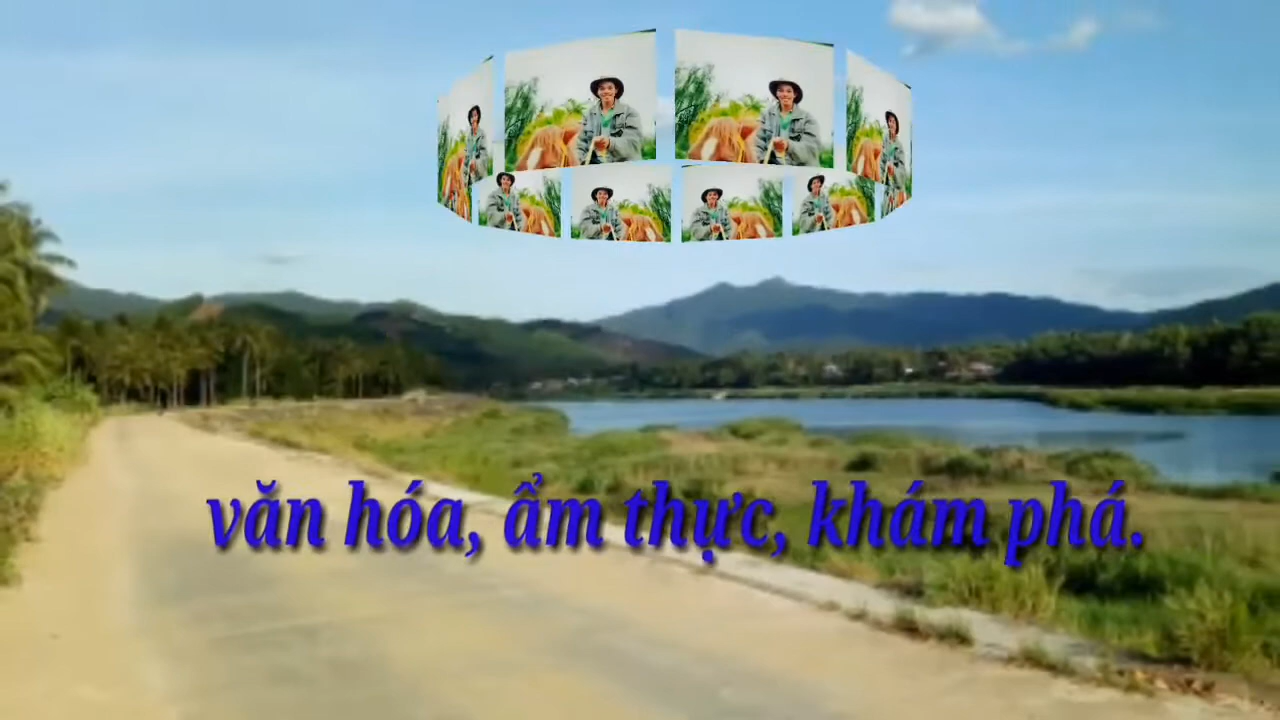 văn hóa, ẩm thực, khám phá.